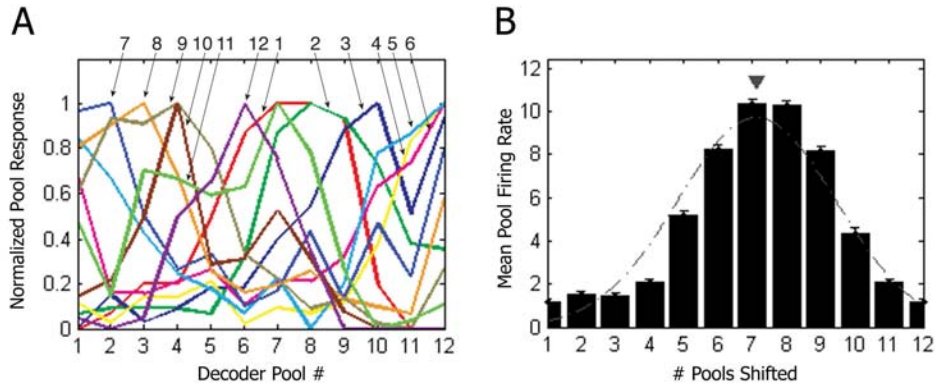 A
7 8 9 10 11 12 1 2 3 4 5 6
Normalized Pool Response
1
0.8
0.6
0.4
0.2
0
1 2 3 4 5 6 7 8 9 10 11 12
Decoder Pool #
B
Mean Pool Firing Rate
12
10
8
6
4
2
0
1 2 3 4 5 6 7 8 9 10 11 12
# Pools Shifted